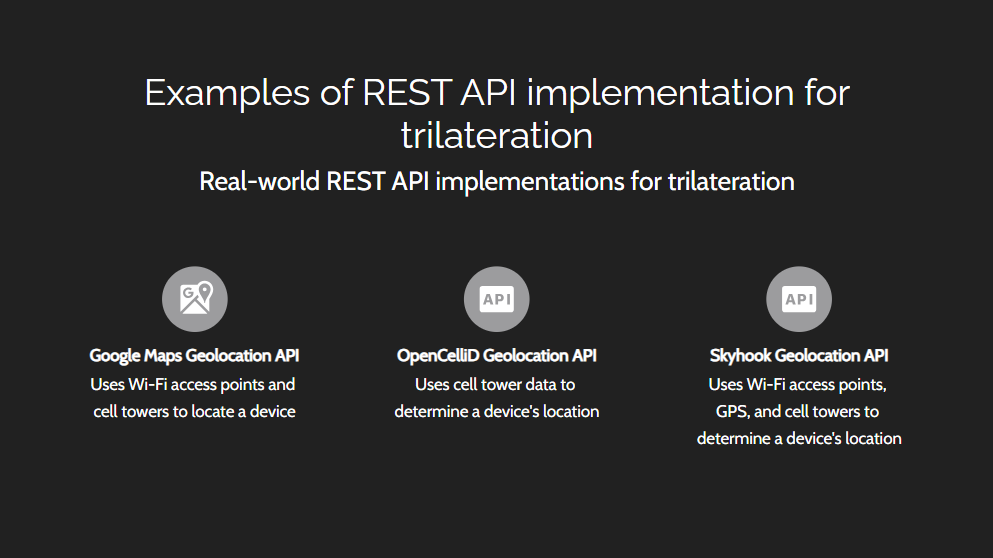 Examples of REST API implementation for
trilateration
Real-world REST API implementations for trilateration
G
API
API
Google Maps Geolocation API
Uses Wi-Fi access points and
cell towers to locate a device
OpenCelliD Geolocation API
Uses cell tower data to
determine a device's location
Skyhook Geolocation API
Uses Wi-Fi access points,
GPS, and cell towers to
determine a device's location